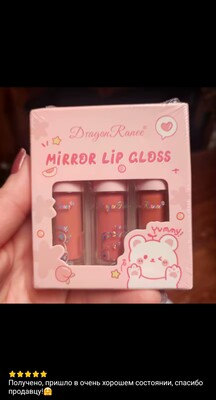 DragonRanee®
MiRROR LiP GLOSS
YUMMY!
Получено, пришло в очень хорошем состоянии, спасибо
продавцу!🤗